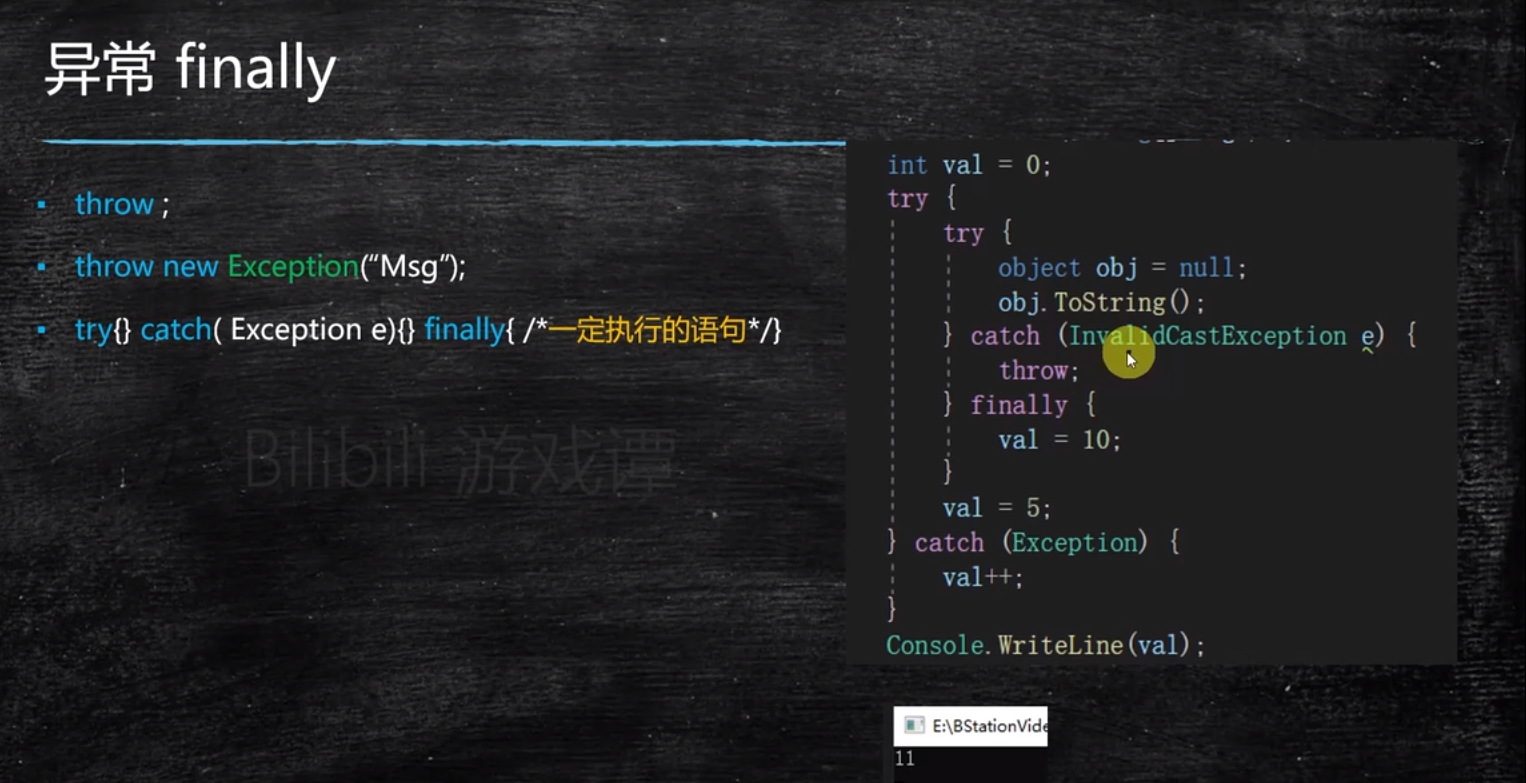 异常 finally
▪ throw ;
▪ throw new Exception(“Msg”);
▪ try{} catch( Exception e){} finally{ /*一定执行的语句*/}
Bilibili 游戏谭
int val = 0;
try {
try {
object obj = null;
obj.ToString();
} catch (InvalidCastException e) {
throw;
} finally {
val = 10;
}
val = 5;
} catch (Exception) {
val++;
}
Console.WriteLine(val);
E:\BStationVide
11